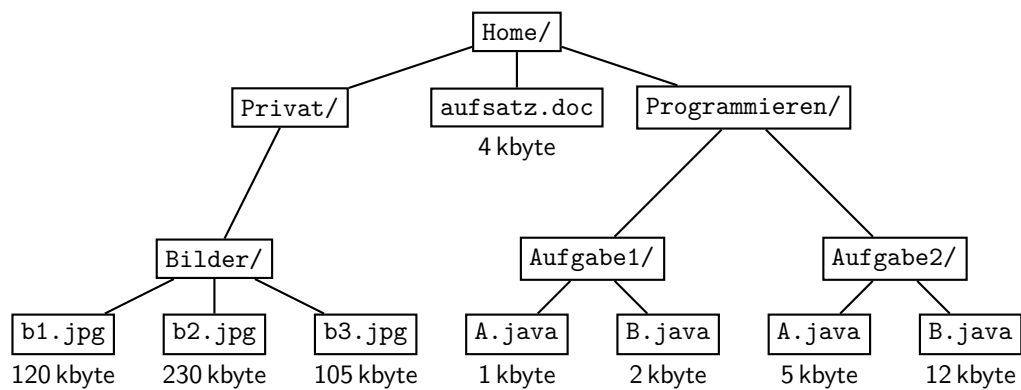 Home/
Privat/ aufsatz.doc Programmieren/
4 kbyte
Bilder/ Aufgabe1/ Aufgabe2/
b1.jpg b2.jpg b3.jpg A.java B.java A.java B.java
120 kbyte 230 kbyte 105 kbyte 1 kbyte 2 kbyte 5 kbyte 12 kbyte